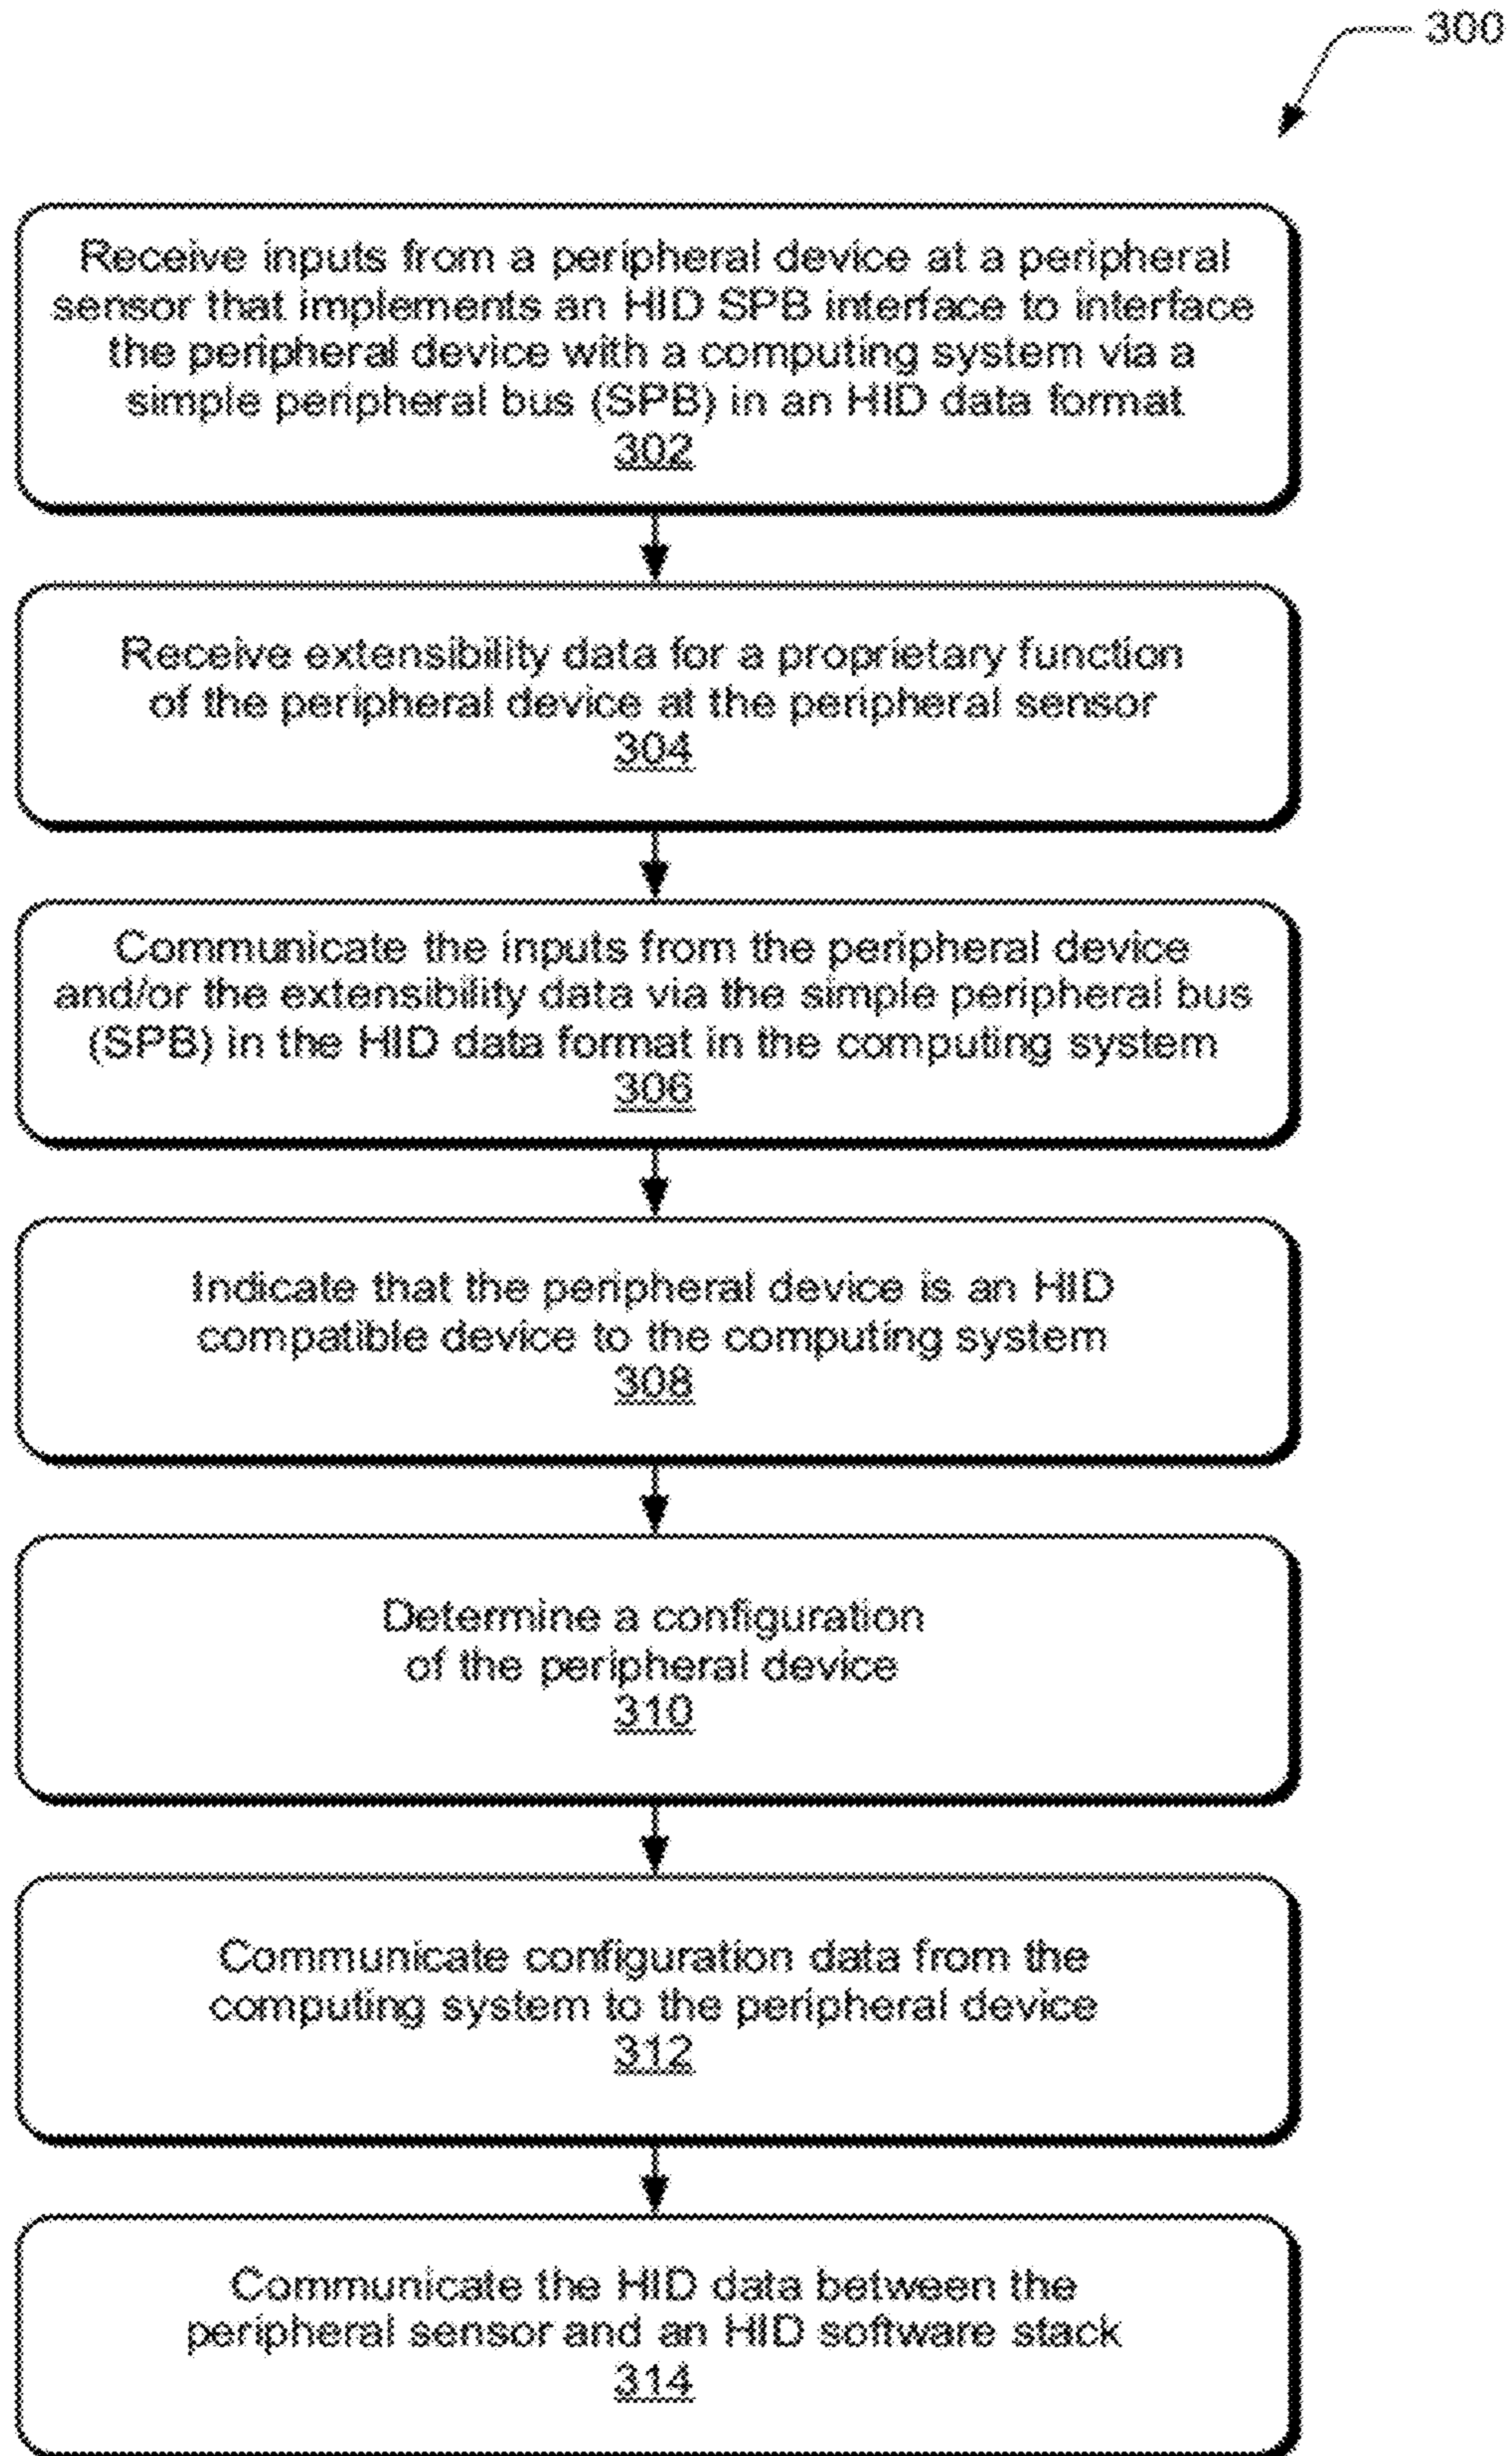 300
Receive inputs from a peripheral device at a peripheral
sensor that implements an HID SPB interface to interface
the peripheral device with a computing system via a
simple peripheral bus (SPB) in an HID data format
302
Receive extensibility data for a proprietary function
of the peripheral device at the peripheral sensor
304
Communicate the inputs from the peripheral device
and/or the extensibility data via the simple peripheral bus
(SPB) in the HID data format in the computing system
306
Indicate that the peripheral device is an HID
compatible device to the computing system
308
Determine a configuration
of the peripheral device
310
Communicate configuration data from the
computing system to the peripheral device
312
Communicate the HID data between the
peripheral sensor and an HID software stack
314